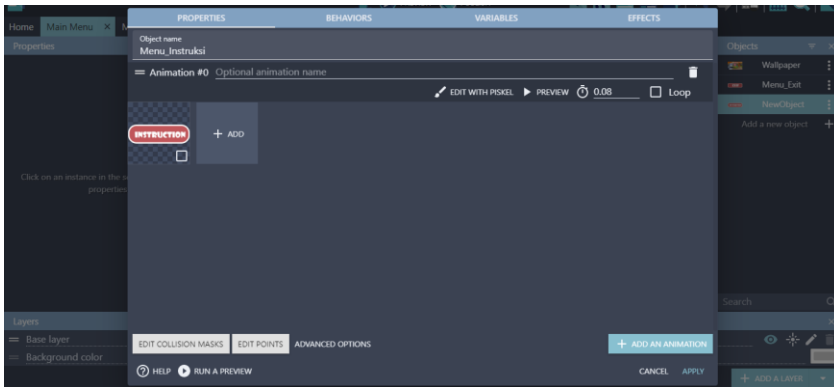 PROPERTIES BEHAVIORS VARIABLES EFFECTS
Home Main Menu × M
Properties
Object name
Menu_Instruksi
Objects
Animation #0 Optional animation name
Wallpaper
EDIT WITH PISKEL PREVIEW 0.08 Loop
Menu_Exit
NewObject
INSTRUCTION + ADD
Add a new object +
Click on an instance in the s
properties
Search
Layers
EDIT COLLISION MASKS EDIT POINTS ADVANCED OPTIONS + ADD AN ANIMATION
Base layer
Background color
HELP RUN A PREVIEW CANCEL APPLY
+ ADD A LAYER